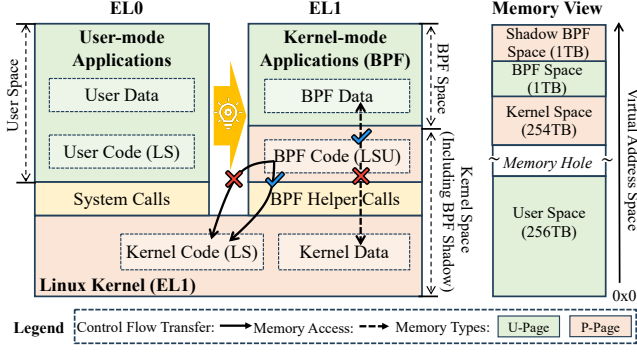 EL0
EL1
Memory View
User Space
User-mode
Applications
User Data
User Code (LS)
System Calls
Kernel-mode
Applications (BPF)
BPF Data
BPF Code (LSU)
BPF Helper Calls
Kernel Code (LS)
Kernel Data
Linux Kernel (EL1)
BPF Space
Kernel Space
(Including BPF Shadow)
Shadow BPF
Space (1TB)
BPF Space
(1TB)
Kernel Space
(254TB)
~ Memory Hole ~
User Space
(256TB)
Virtual Address Space
0x0
Legend
Control Flow Transfer:
Memory Access:
Memory Types:
U-Page
P-Page